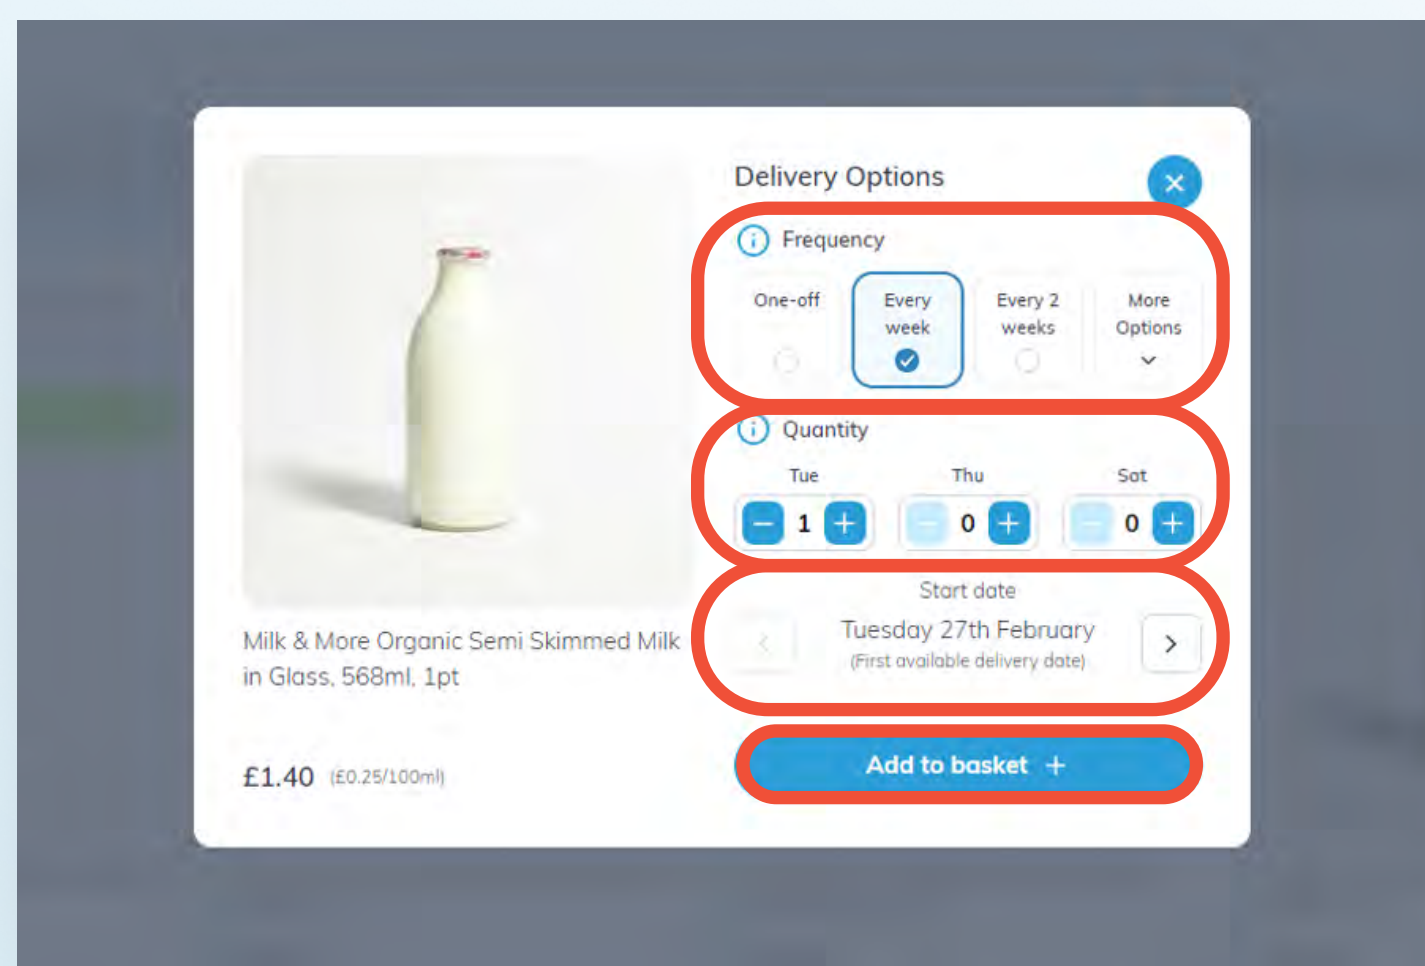 Delivery Options
Frequency
One-off
Every
week
Every 2
weeks
More
Options
Quantity
Tue
Thu
Sat
1
0
0
Start date
Tuesday 27th February
(First available delivery date)
Add to basket +
Milk & More Organic Semi Skimmed Milk
in Glass, 568ml, 1pt
£1.40 (£0.25/100ml)